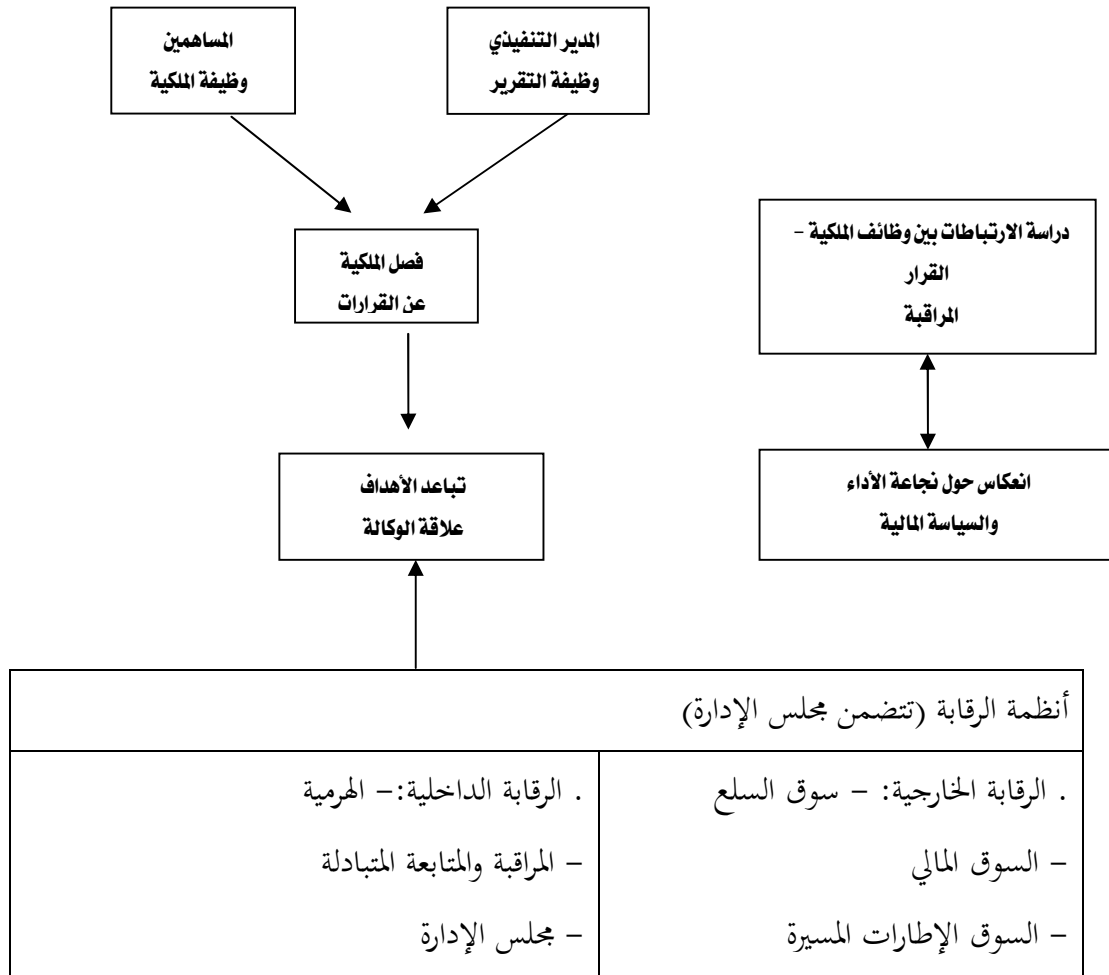 المدير التنفيذي
وظيفة التقرير
المساهمين
وظيفة الملكية
فصل الملكية
عن القرارات
دراسة الارتباطات بين وظائف الملكية –
القرار
المراقبة
تباعد الأهداف
علاقة الوكالة
انعكاس حول نجاعة الأداء
والسياسة المالية
أنظمة الرقابة (تتضمن مجلس الإدارة)
. الرقابة الخارجية: – سوق السلع
– السوق المالي
– السوق الإطارات المسيرة
. الرقابة الداخلية:– الهرمية
– المراقبة والمتابعة المتبادلة
– مجلس الإدارة